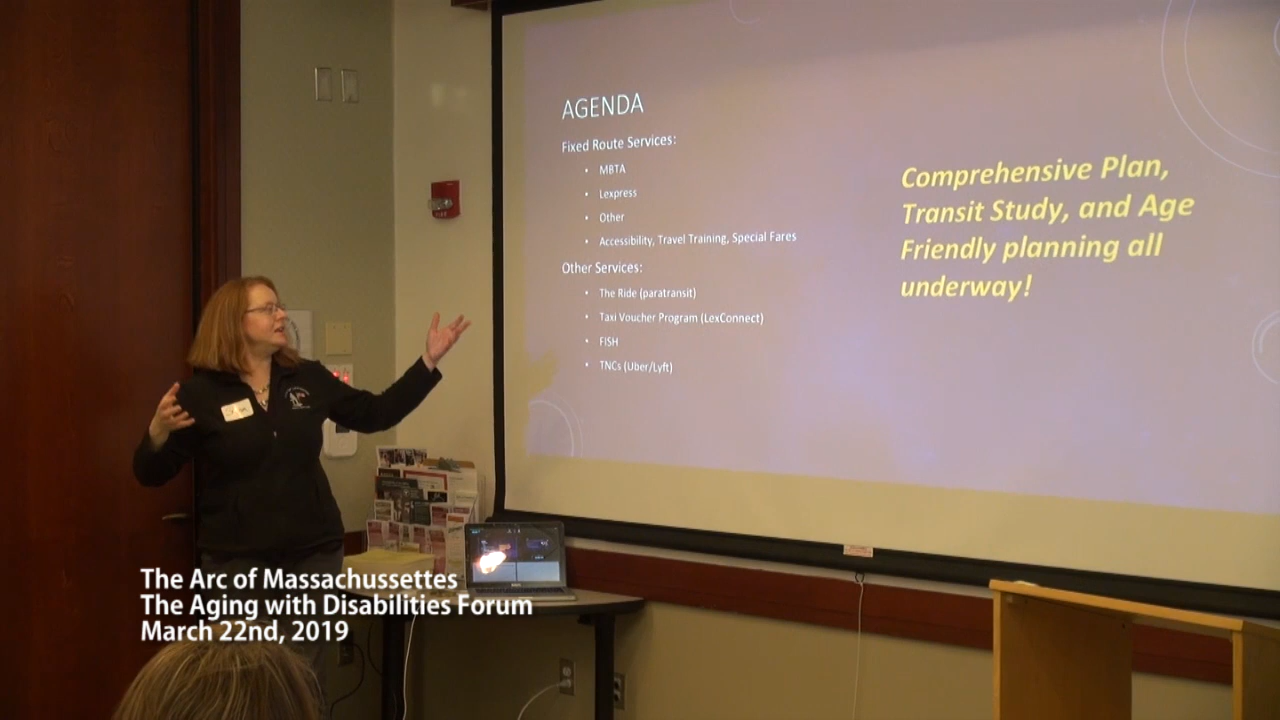 AGENDA
Fixed Route Services:
• MBTA
• Lexpress
• Other
• Accessibility, Travel Training, Special Fares
Other Services:
• The Ride (paratransit)
• Taxi Voucher Program (LexConnect)
• FISH
• TNCs (Uber/Lyft)
Comprehensive Plan,
Transit Study, and Age
Friendly planning all
underway!
The Arc of Massachussettes
The Aging with Disabilities Forum
March 22nd, 2019